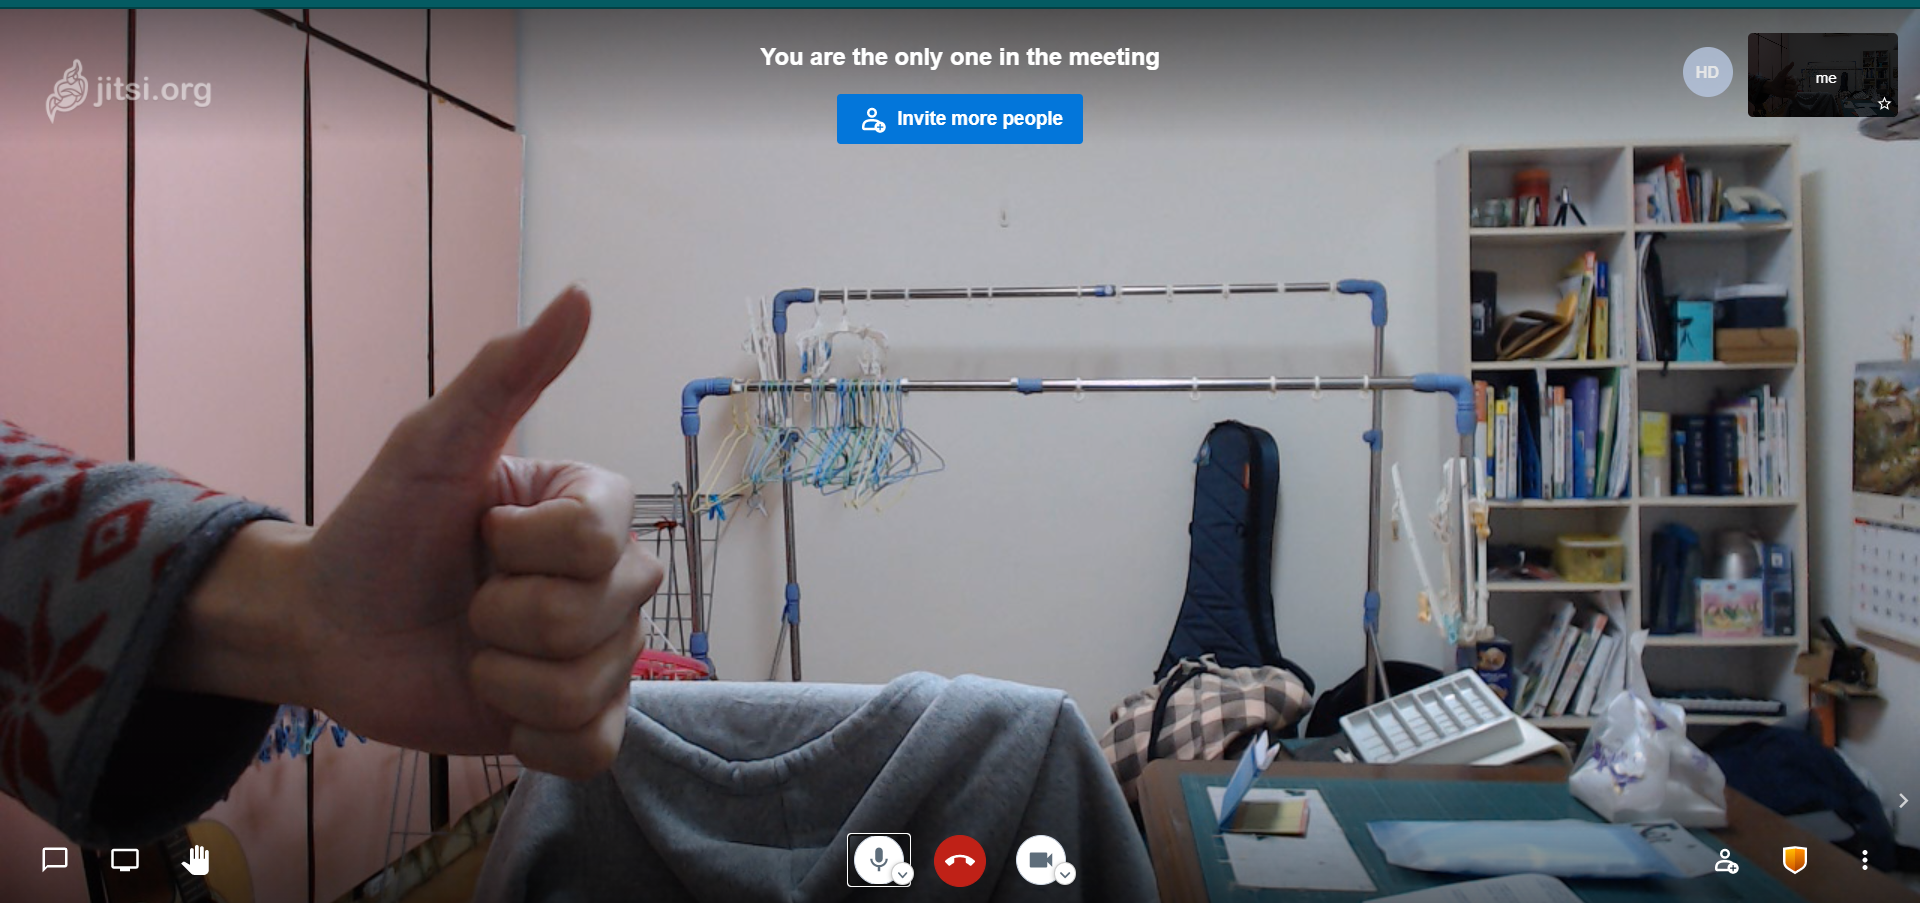 jitsi.org
You are the only one in the meeting
Invite more people
HD
me